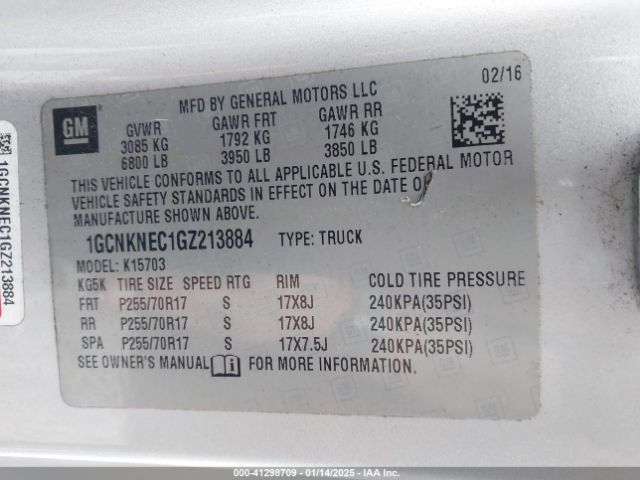 02/16
MFD BY GENERAL MOTORS LLC
GM
GVWR GAWR FRT GAWR RR
3085 KG 1792 KG 1746 KG
6800 LB 3950 LB 3850 LB
THIS VEHICLE CONFORMS TO ALL APPLICABLE U.S. FEDERAL MOTOR
VEHICLE SAFETY STANDARDS IN EFFECT ON THE DATE OF
MANUFACTURE SHOWN ABOVE.
1GCNKNEC1GZ213884 TYPE: TRUCK
MODEL: K15703
KG5K TIRE SIZE SPEED RTG RIM COLD TIRE PRESSURE
FRT P255/70R17 S 17X8J 240KPA(35PSI)
RR P255/70R17 S 17X8J 240KPA(35PSI)
SPA P255/70R17 S 17X7.5J 240KPA(35PSI)
SEE OWNER'S MANUAL FOR MORE INFORMATION.
1GCNKNEC1GZ213884
000-41298709 - 01/14/2025 - IAA Inc.